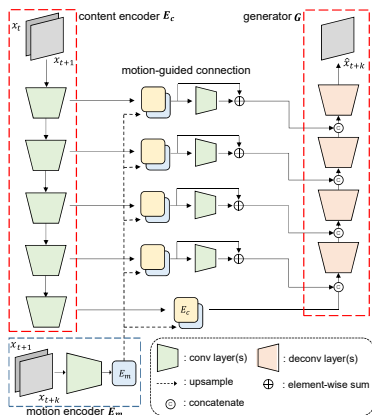 content encoder E_c
generator G
x_t
x_{t+1}
x̂_{t+k}
motion-guided connection
©
©
©
©
E_c
x_{t+1}
x_{t+k}
E_m
motion encoder E_m
: conv layer(s)
: deconv layer(s)
: upsample
: element-wise sum
© : concatenate